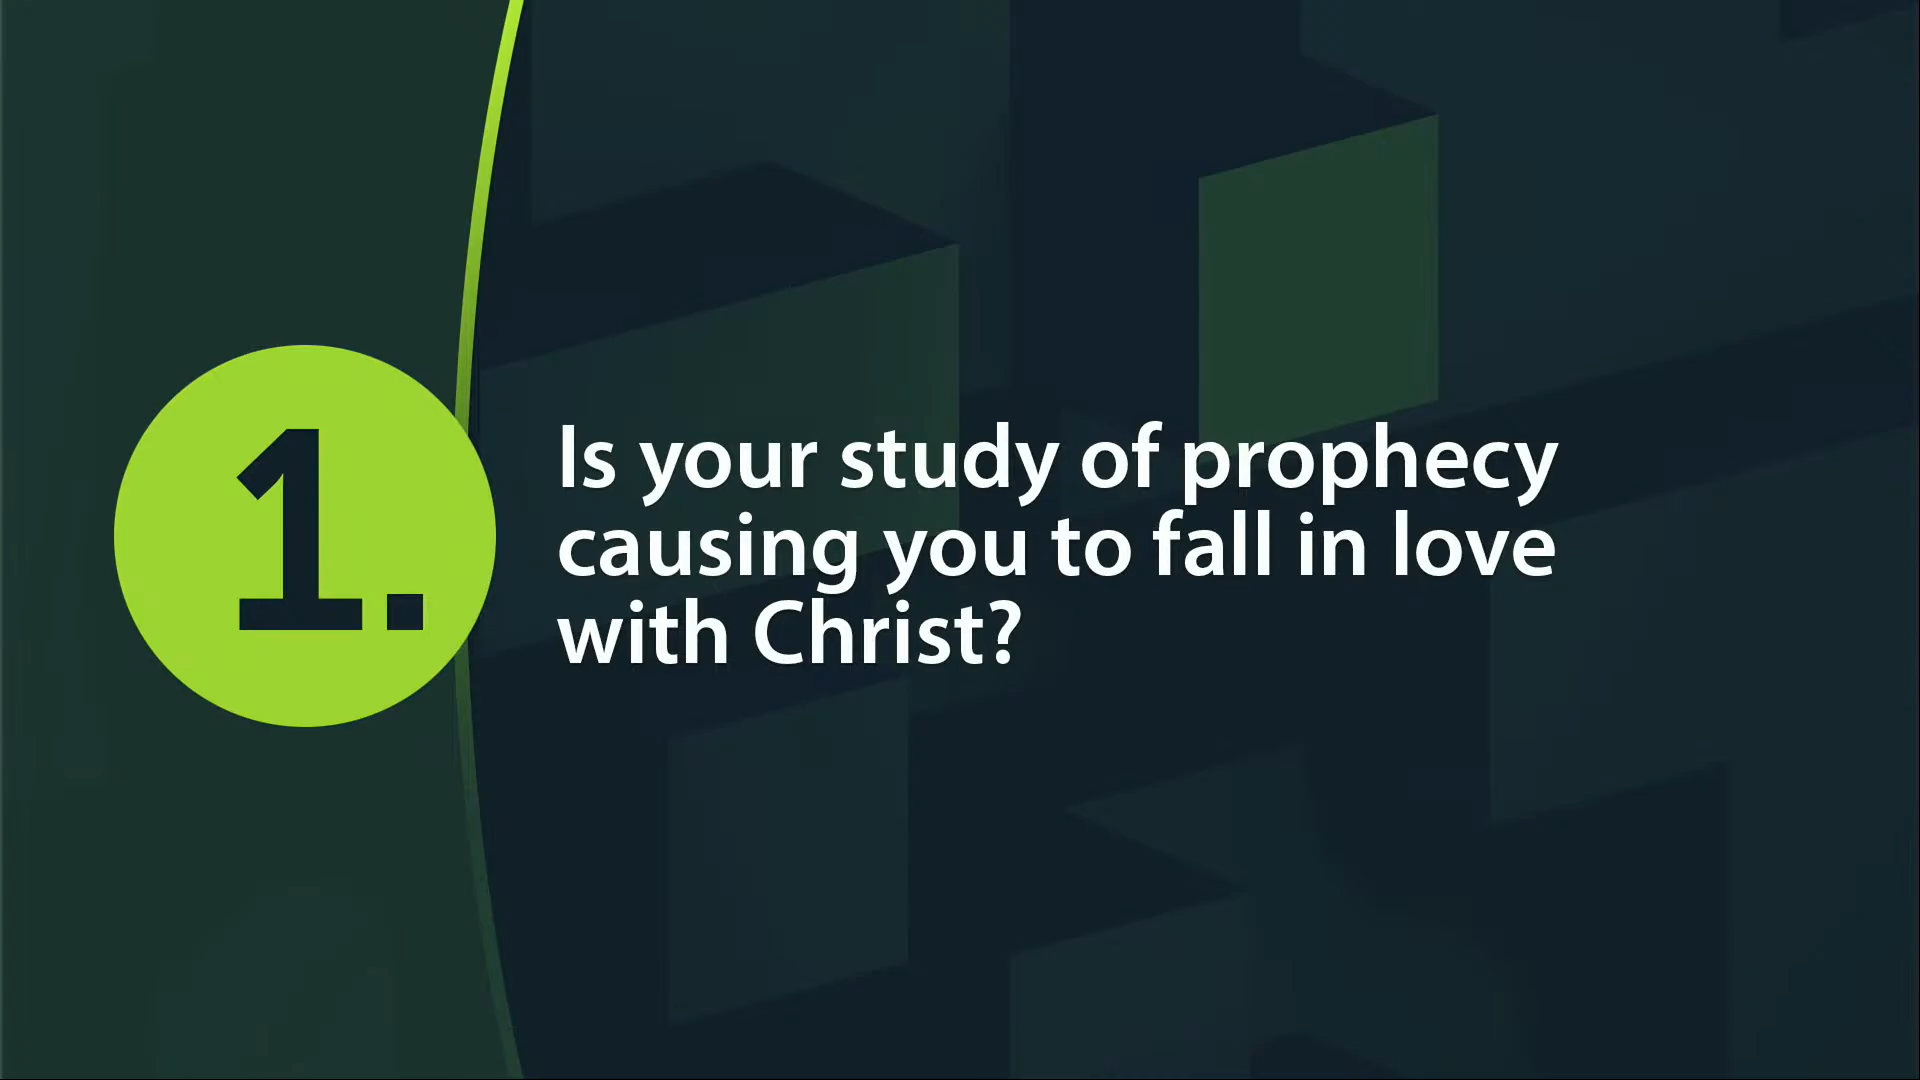 1.
Is your study of prophecy
causing you to fall in love
with Christ?